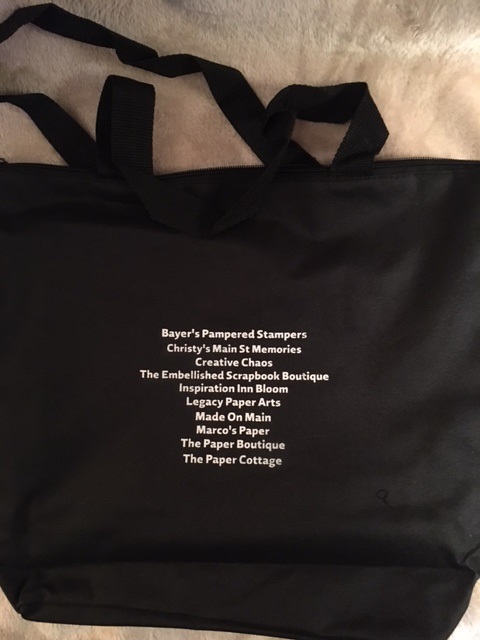 Bayer's Pampered Stampers
Christy's Main St Memories
Creative Chaos
The Embellished Scrapbook Boutique
Inspiration Inn Bloom
Legacy Paper Arts
Made On Main
Marco's Paper
The Paper Boutique
The Paper Cottage